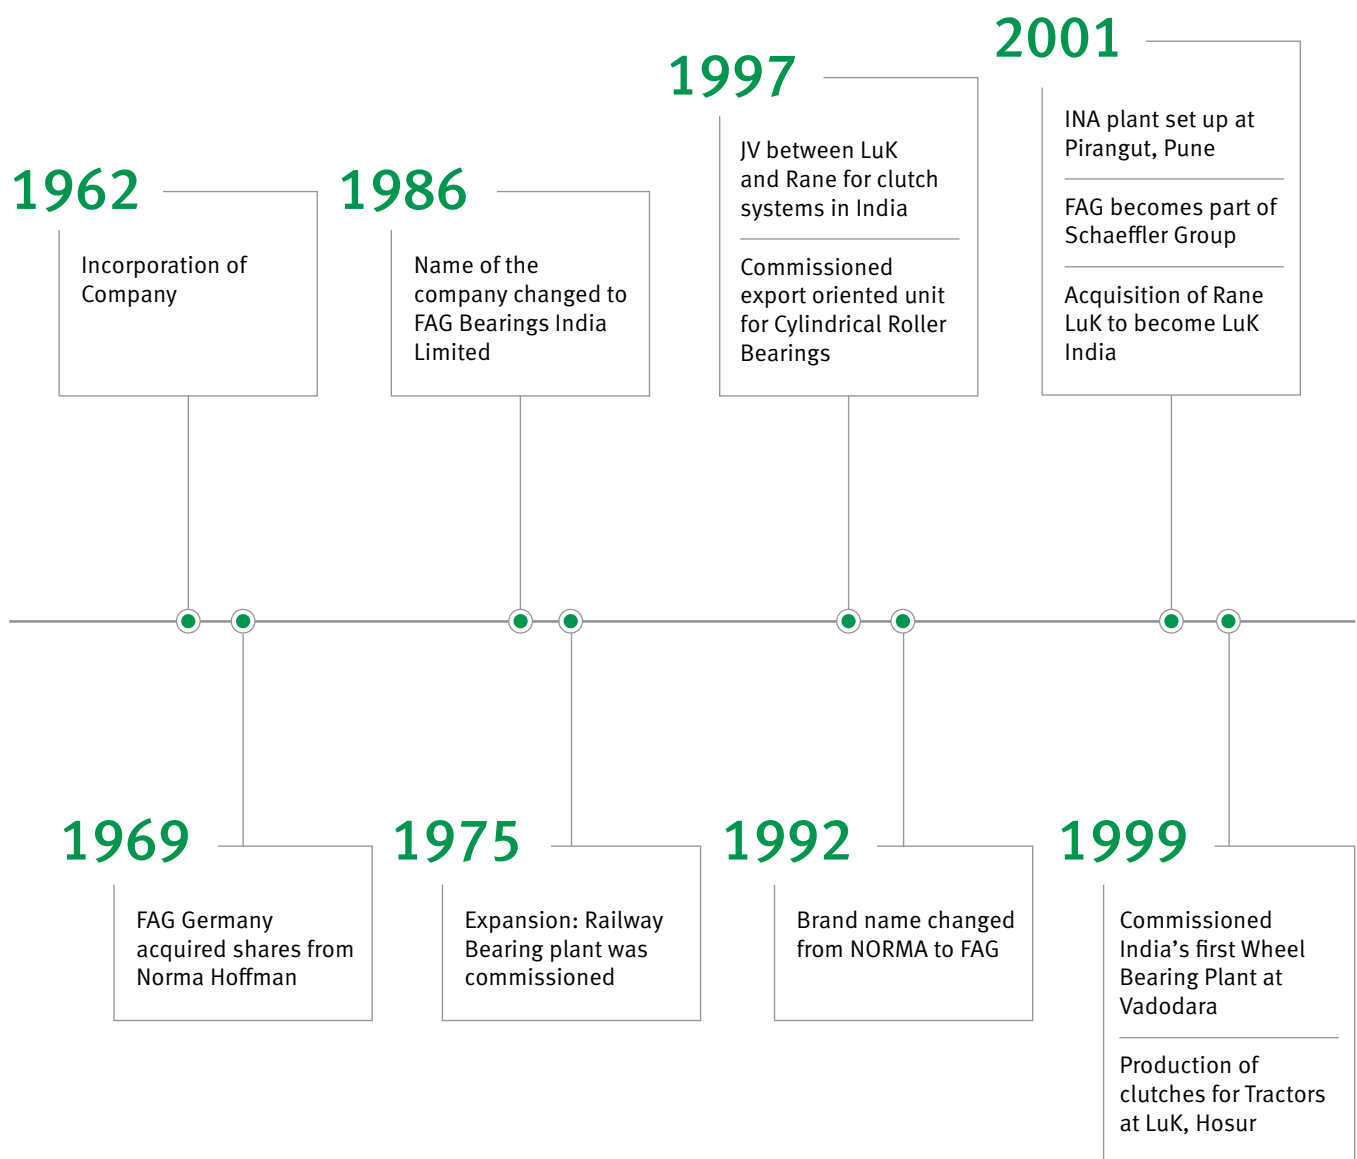 1962
Incorporation of
Company
1986
Name of the
company changed to
FAG Bearings India
Limited
1997
JV between LuK
and Rane for clutch
systems in India
Commissioned
export oriented unit
for Cylindrical Roller
Bearings
2001
INA plant set up at
Pirangut, Pune
FAG becomes part of
Schaeffler Group
Acquisition of Rane
LuK to become LuK
India
1969
FAG Germany
acquired shares from
Norma Hoffman
1975
Expansion: Railway
Bearing plant was
commissioned
1992
Brand name changed
from NORMA to FAG
1999
Commissioned
India’s first Wheel
Bearing Plant at
Vadodara
Production of
clutches for Tractors
at LuK, Hosur